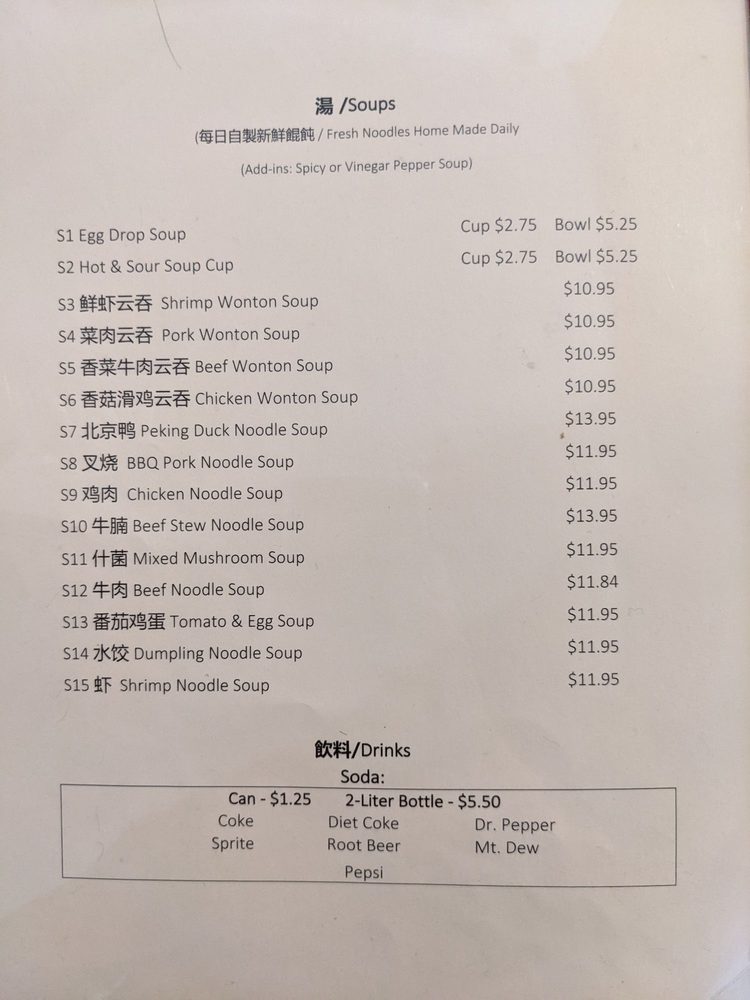 湯 /Soups
(每日自製新鮮餛飩 / Fresh Noodles Home Made Daily
(Add-ins: Spicy or Vinegar Pepper Soup)
S1 Egg Drop Soup Cup $2.75 Bowl $5.25
S2 Hot & Sour Soup Cup Cup $2.75 Bowl $5.25
S3 鲜虾云吞 Shrimp Wonton Soup $10.95
S4 菜肉云吞 Pork Wonton Soup $10.95
S5 香菜牛肉云吞 Beef Wonton Soup $10.95
S6 香菇滑鸡云吞 Chicken Wonton Soup $10.95
S7 北京鸭 Peking Duck Noodle Soup $13.95
S8 叉烧 BBQ Pork Noodle Soup $11.95
S9 鸡肉 Chicken Noodle Soup $11.95
S10 牛腩 Beef Stew Noodle Soup $13.95
S11 什菌 Mixed Mushroom Soup $11.95
S12 牛肉 Beef Noodle Soup $11.84
S13 番茄鸡蛋 Tomato & Egg Soup $11.95
S14 水饺 Dumpling Noodle Soup $11.95
S15 虾 Shrimp Noodle Soup $11.95
飲料/Drinks
Soda:
Can - $1.25 2-Liter Bottle - $5.50
Coke Diet Coke Dr. Pepper
Sprite Root Beer Mt. Dew
Pepsi